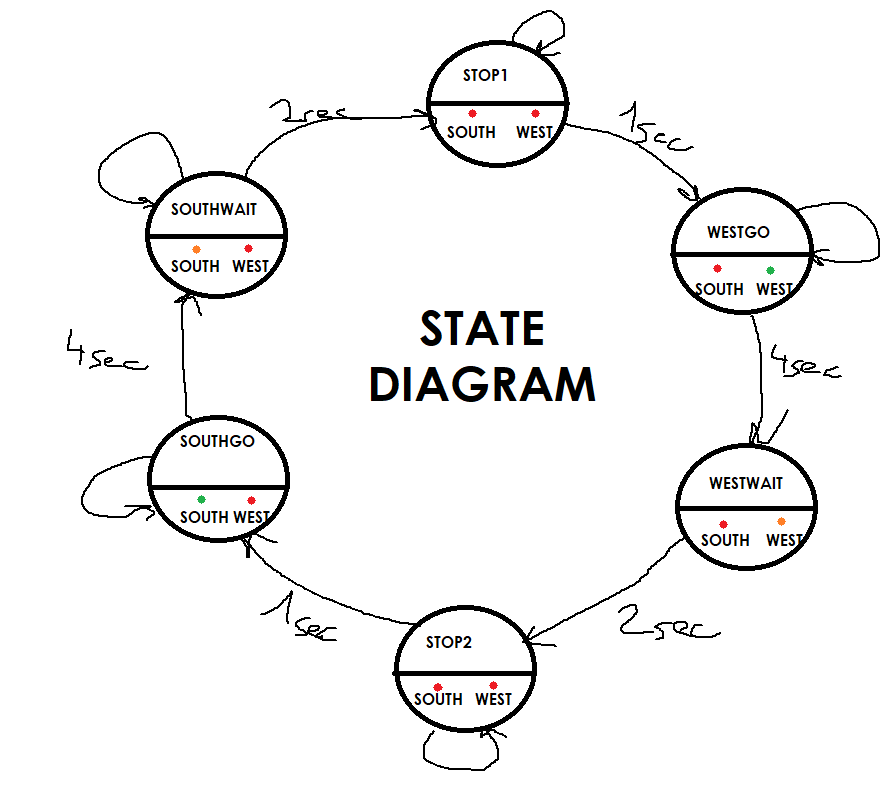 STOP1
2sec
SOUTH WEST
1sec
SOUTHWAIT
WESTGO
SOUTH WEST
SOUTH WEST
STATE
DIAGRAM
4sec
4sec
SOUTHGO
WESTWAIT
SOUTH WEST
SOUTH WEST
1sec
2sec
STOP2
SOUTH WEST